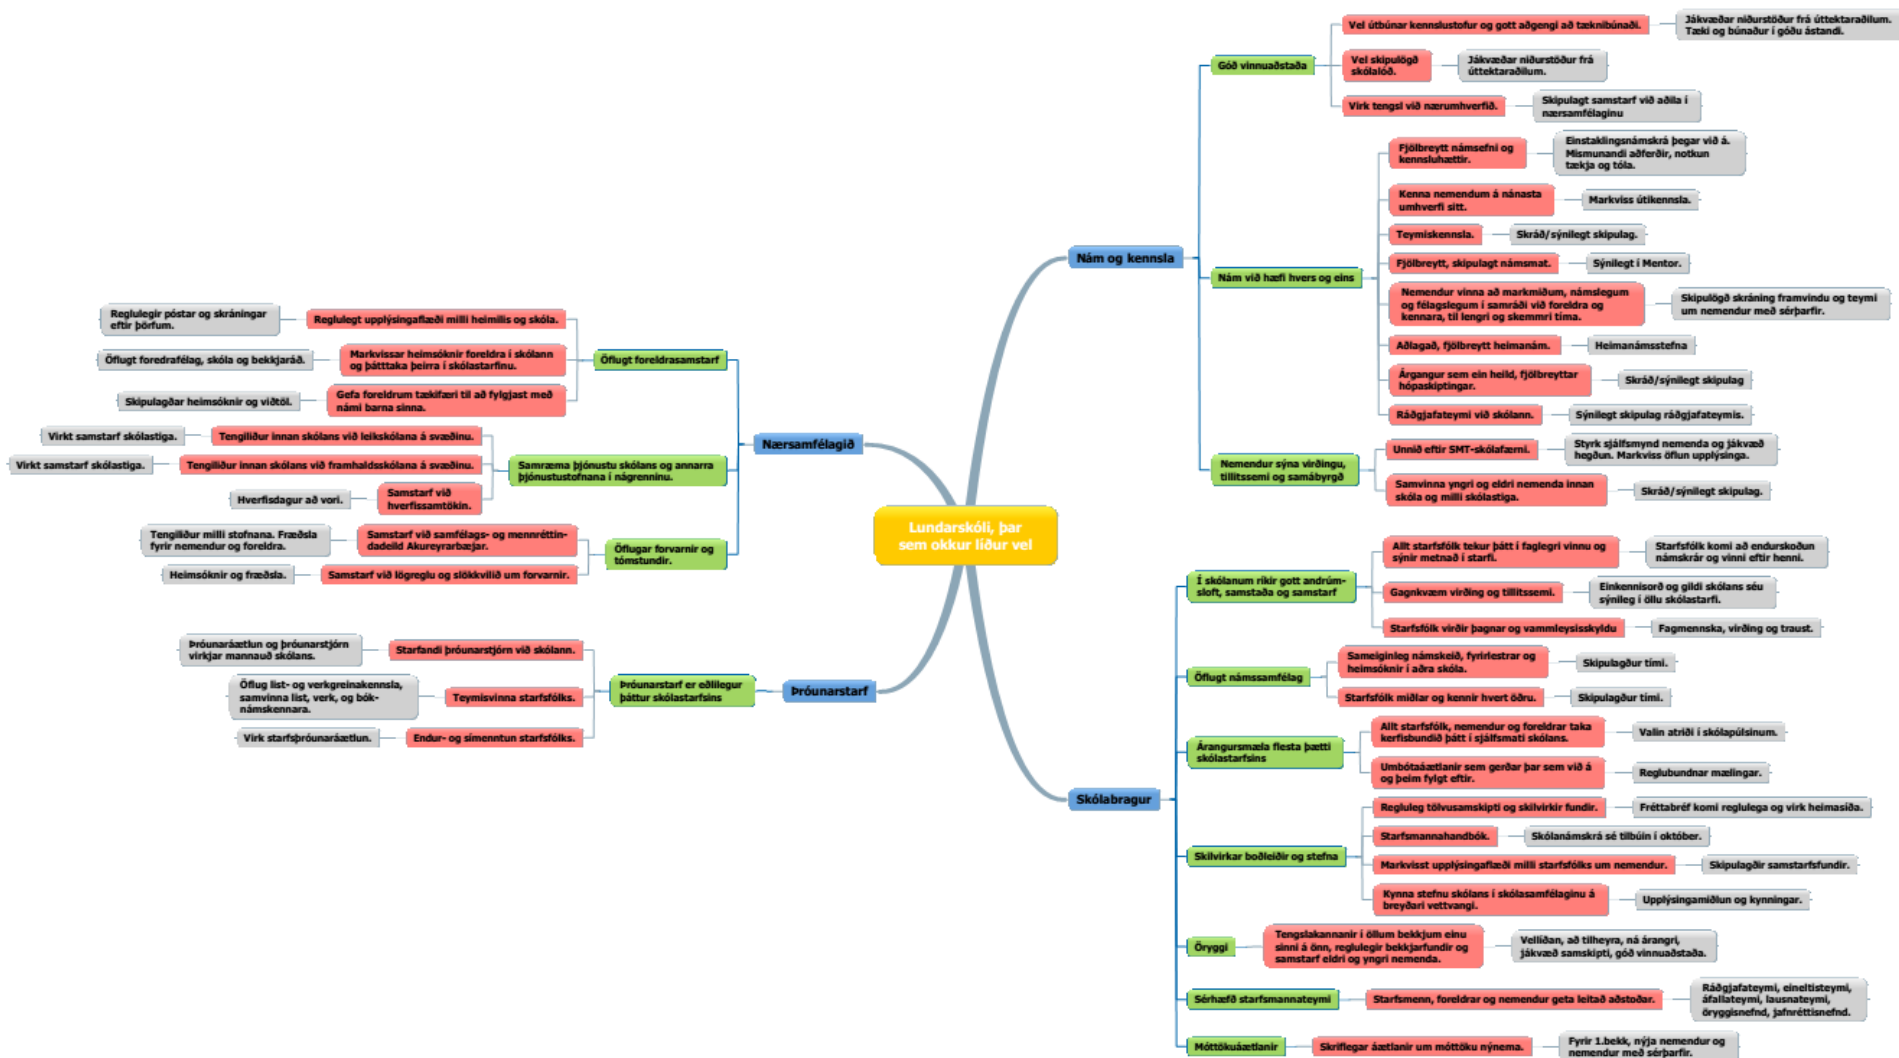 Lundarskóli, þar
sem okkur líður vel
Nám og kennsla
Góð vinnuaðstaða
Vel útbúnar kennslustofur og gott aðgengi að tæknibúnaði.
Jákvæðar niðurstöður frá úttektaraðilum.
Tæki og búnaður í góðu ástandi.
Vel skipulögð
skólalóð.
Jákvæðar niðurstöður frá
úttektaraðilum.
Virk tengsl við nærumhverfið.
Skipulagt samstarf við aðila í
nærsamfélaginu
Nám við hæfi hvers og eins
Fjölbreytt námsefni og
kennsluhættir.
Einstaklingsnámskrá þegar við á.
Mismunandi aðferðir, notkun
tækja og tóla.
Kenna nemendum á nánasta
umhverfi sitt.
Markviss útikennsla.
Teymiskennsla.
Skráð/sýnilegt skipulag.
Fjölbreytt, skipulagt námsmat.
Sýnilegt í Mentor.
Nemendur vinna að markmiðum, námslegum
og félagslegum í samráði við foreldra og
kennara, til lengri og skemmri tíma.
Skipulögð skráning framvindu og teymi
um nemendur með sérþarfir.
Aðlagað, fjölbreytt heimanám.
Heimanámsstefna
Árgangur sem ein heild, fjölbreyttar
hópaskiptingar.
Skráð/sýnilegt skipulag
Ráðgjafateymi við skólann.
Sýnilegt skipulag ráðgjafateymis.
Nemendur sýna virðingu,
tillitssemi og samábyrgð
Unnið eftir SMT-skólafærni.
Styrk sjálfsmynd nemenda og jákvæð
hegðun. Markviss öflun upplýsinga.
Samvinna yngri og eldri nemenda innan
skóla og milli skólastiga.
Skráð/sýnilegt skipulag.
Skólabragur
Í skólanum ríkir gott andrúm-
sloft, samstaða og samstarf
Allt starfsfólk tekur þátt í faglegri vinnu og
sýnir metnað í starfi.
Starfsfólk komi að endurskoðun
námskrár og vinni eftir henni.
Gagnkvæm virðing og tillitssemi.
Einkennisorð og gildi skólans séu
sýnileg í öllu skólastarfi.
Starfsfólk virðir þagnar og vammleysisskyldu
Fagmennska, virðing og traust.
Öflugt námssamfélag
Sameiginleg námskeið, fyrirlestrar og
heimsóknir í aðra skóla.
Skipulagður tími.
Starfsfólk miðlar og kennir hvert öðru.
Skipulagður tími.
Árangursmæla flesta þætti
skólastarfsins
Allt starfsfólk, nemendur og foreldrar taka
kerfisbundið þátt í sjálfsmati skólans.
Valin atriði í skólapúlsinum.
Umbótaáætlanir sem gerðar þar sem við á
og þeim fylgt eftir.
Reglubundnar mælingar.
Skilvirkar boðleiðir og stefna
Regluleg tölvusamskipti og skilvirkir fundir.
Fréttabréf komi reglulega og virk heimasíða.
Starfsmannahandbók.
Skólanámskrá sé tilbúin í október.
Markvisst upplýsingaflæði milli starfsfólks um nemendur.
Skipulagðir samstarfsfundir.
Kynna stefnu skólans í skólasamfélaginu á
breyðari vettvangi.
Upplýsingamiðlun og kynningar.
Öryggi
Tengslakannanir í öllum bekkjum einu
sinni á önn, reglulegir bekkjarfundir og
samstarf eldri og yngri nemenda.
Vellíðan, að tilheyra, ná árangri,
jákvæð samskipti, góð vinnuaðstaða.
Sérhæfð starfsmannateymi
Starfsmenn, foreldrar og nemendur geta leitað aðstoðar.
Ráðgjafateymi, eineltisteymi,
áfallateymi, lausnateymi,
öryggisnefnd, jafnréttisnefnd.
Móttökuáætlanir
Skriflegar áætlanir um móttöku nýnema.
Fyrir 1.bekk, nýja nemendur og
nemendur með sérþarfir.
Nærsamfélagið
Öflugt foreldrasamstarf
Reglulegt upplýsingaflæði milli heimilis og skóla.
Reglulegir póstar og skráningar
eftir þörfum.
Markvissar heimsóknir foreldra í skólann
og þátttaka þeirra í skólastarfinu.
Öflugt foredrafélag, skóla og bekkjaráð.
Gefa foreldrum tækifæri til að fylgjast með
námi barna sinna.
Skipulagðar heimsóknir og viðtöl.
Samræma þjónustu skólans og annarra
þjónustustofnana í nágrenninu.
Tengiliður innan skólans við leikskólana á svæðinu.
Virkt samstarf skólastiga.
Tengiliður innan skólans við framhaldsskólana á svæðinu.
Virkt samstarf skólastiga.
Samstarf við
hverfissamtökin.
Hverfisdagur að vori.
Öflugar forvarnir og
tómstundir.
Samstarf við samfélags- og mennréttin-
dadeild Akureyrarbæjar.
Tengiliður milli stofnana. Fræðsla
fyrir nemendur og foreldra.
Samstarf við lögreglu og slökkvilið um forvarnir.
Heimsóknir og fræðsla.
Þróunarstarf
Þróunarstarf er eðlilegur
þáttur skólastarfsins
Starfandi þróunarstjórn við skólann.
Þróunaráætlun og þróunarstjórn
virkjar mannauð skólans.
Teymisvinna starfsfólks.
Öflug list- og verkgreinakennsla,
samvinna list, verk, og bók-
námskennara.
Endur- og símenntun starfsfólks.
Virk starfsþróunaráætlun.